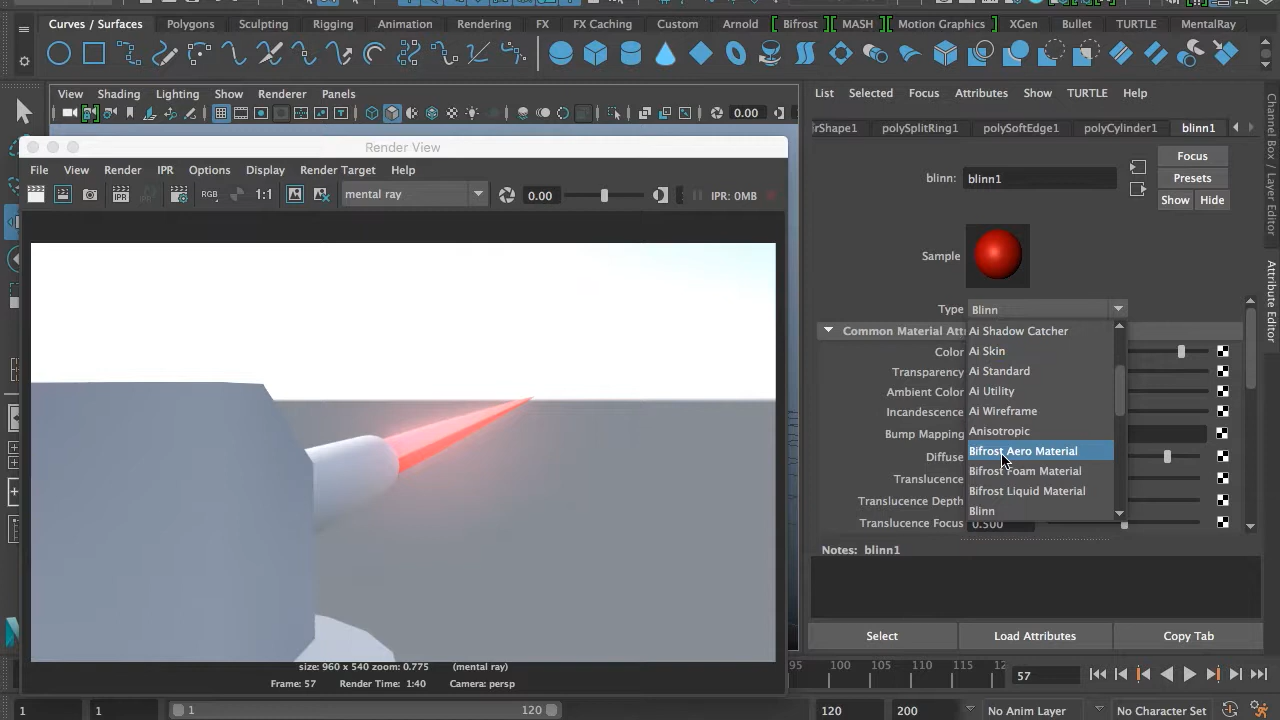 Curves / Surfaces Polygons Sculpting Rigging Animation Rendering FX FX Caching Custom Arnold Bifrost MASH Motion Graphics XGen Bullet TURTLE MentalRay
View Shading Lighting Show Renderer Panels
0.00
List Selected Focus Attributes Show TURTLE Help
rShape1 polySplitRing1 polySoftEdge1 polyCylinder1 blinn1
Render View
File View Render IPR Options Display Render Target Help
IPR RGB 1:1 mental ray 0.00 IPR: 0MB
size: 960 x 540 zoom: 0.775 (mental ray)
Frame: 57 Render Time: 1:40 Camera: persp
blinn: blinn1
Focus
Presets
Show Hide
Sample
Type Blinn
Common Material Attr
Color
Transparency
Ambient Color
Incandescence
Bump Mapping
Diffuse
Translucence
Translucence Depth
Translucence Focus 0.500
Ai Shadow Catcher
Ai Skin
Ai Standard
Ai Utility
Ai Wireframe
Anisotropic
Bifrost Aero Material
Bifrost Foam Material
Bifrost Liquid Material
Blinn
Notes: blinn1
Select Load Attributes Copy Tab
Channel Box / Layer Editor
Attribute Editor
95 100 105 110 115 12
57
1 1 1 120 120 200 No Anim Layer No Character Set